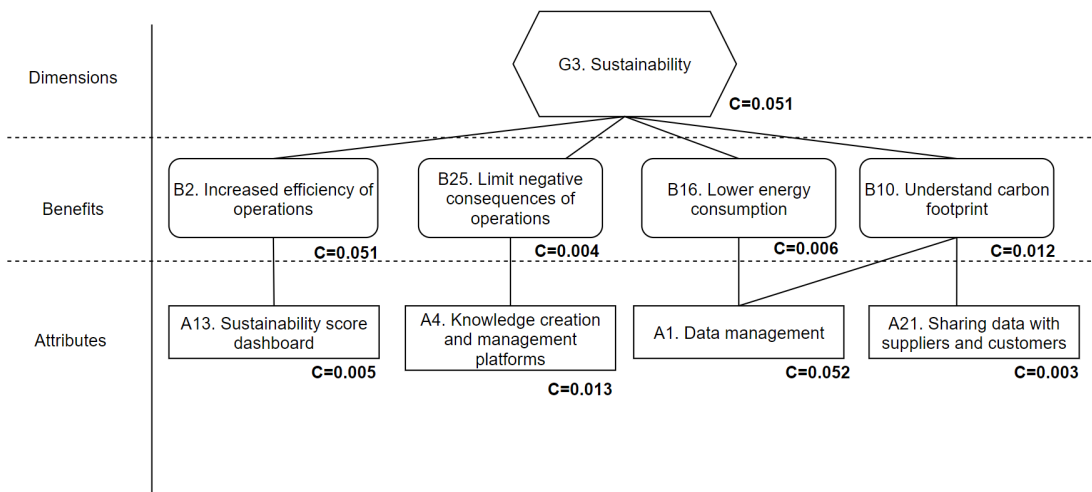 Dimensions
G3. Sustainability
C=0.051
Benefits
B2. Increased efficiency of
operations
C=0.051
B25. Limit negative
consequences of
operations
C=0.004
B16. Lower energy
consumption
C=0.006
B10. Understand carbon
footprint
C=0.012
Attributes
A13. Sustainability score
dashboard
C=0.005
A4. Knowledge creation
and management
platforms
C=0.013
A1. Data management
C=0.052
A21. Sharing data with
suppliers and customers
C=0.003